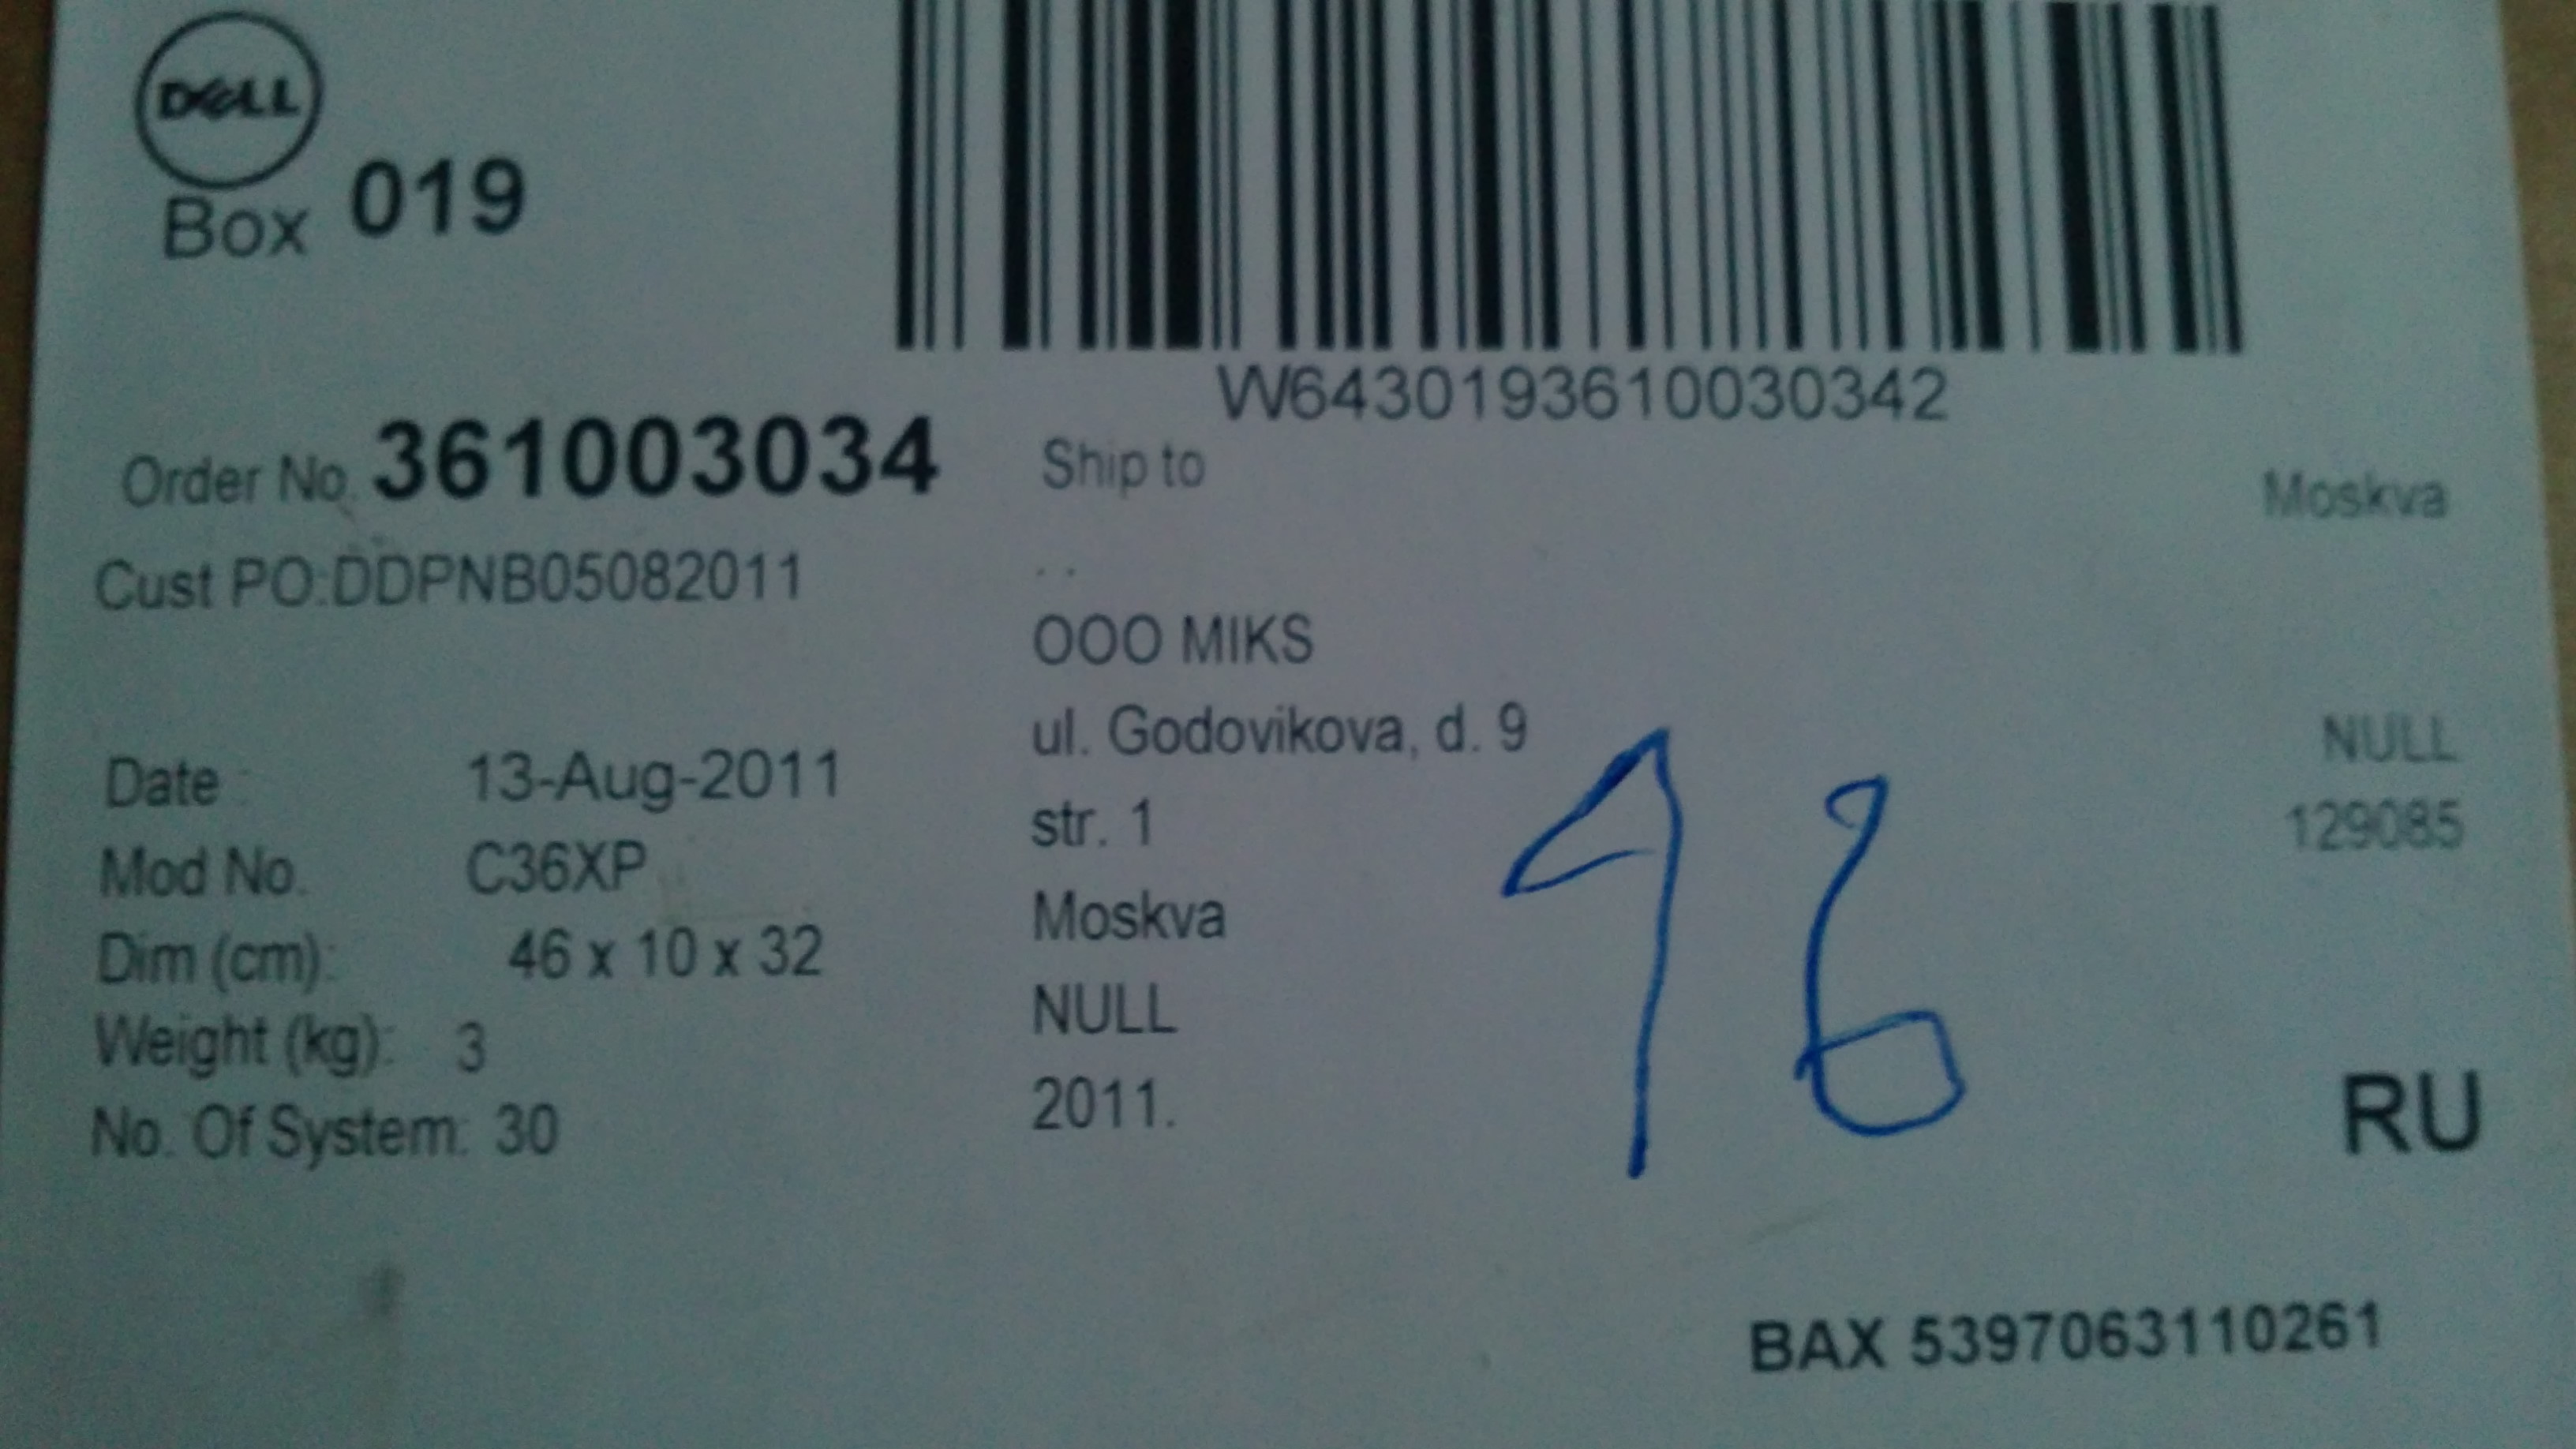 DELL
Box 019
W6430193610030342
Order No. 361003034
Cust PO:DDPNB05082011
Date : 13-Aug-2011
Mod No. C36XP
Dim (cm): 46 x 10 x 32
Weight (kg): 3
No. Of System: 30
Ship to
Moskva
. .
OOO MIKS
ul. Godovikova, d. 9
str. 1
Moskva
NULL
2011.
NULL
129085
RU
BAX 5397063110261